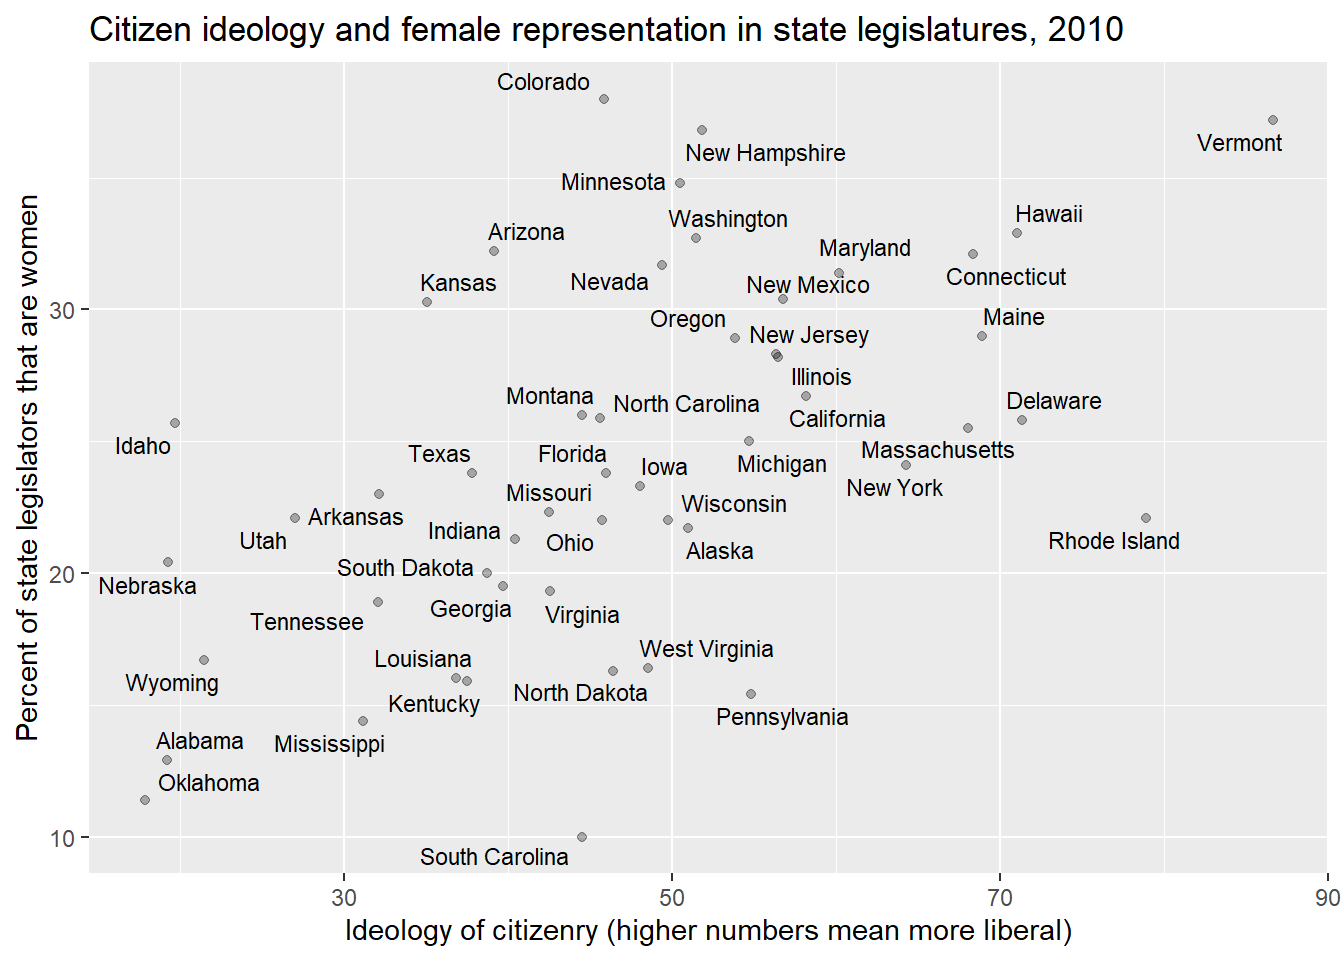 Citizen ideology and female representation in state legislatures, 2010
Colorado
Vermont
New Hampshire
Minnesota
Washington
Hawaii
Arizona
Maryland
Kansas
Nevada
New Mexico
Connecticut
Oregon
New Jersey
Maine
Illinois
Montana
North Carolina
California
Delaware
Idaho
Texas
Florida
Iowa
Michigan
Massachusetts
New York
Missouri
Wisconsin
Arkansas
Indiana
Ohio
Alaska
Utah
Rhode Island
Nebraska
South Dakota
Georgia
Virginia
Tennessee
West Virginia
Louisiana
Wyoming
North Dakota
Kentucky
Pennsylvania
Alabama
Mississippi
Oklahoma
South Carolina
30
20
10
Percent of state legislators that are women
30
50
70
90
Ideology of citizenry (higher numbers mean more liberal)